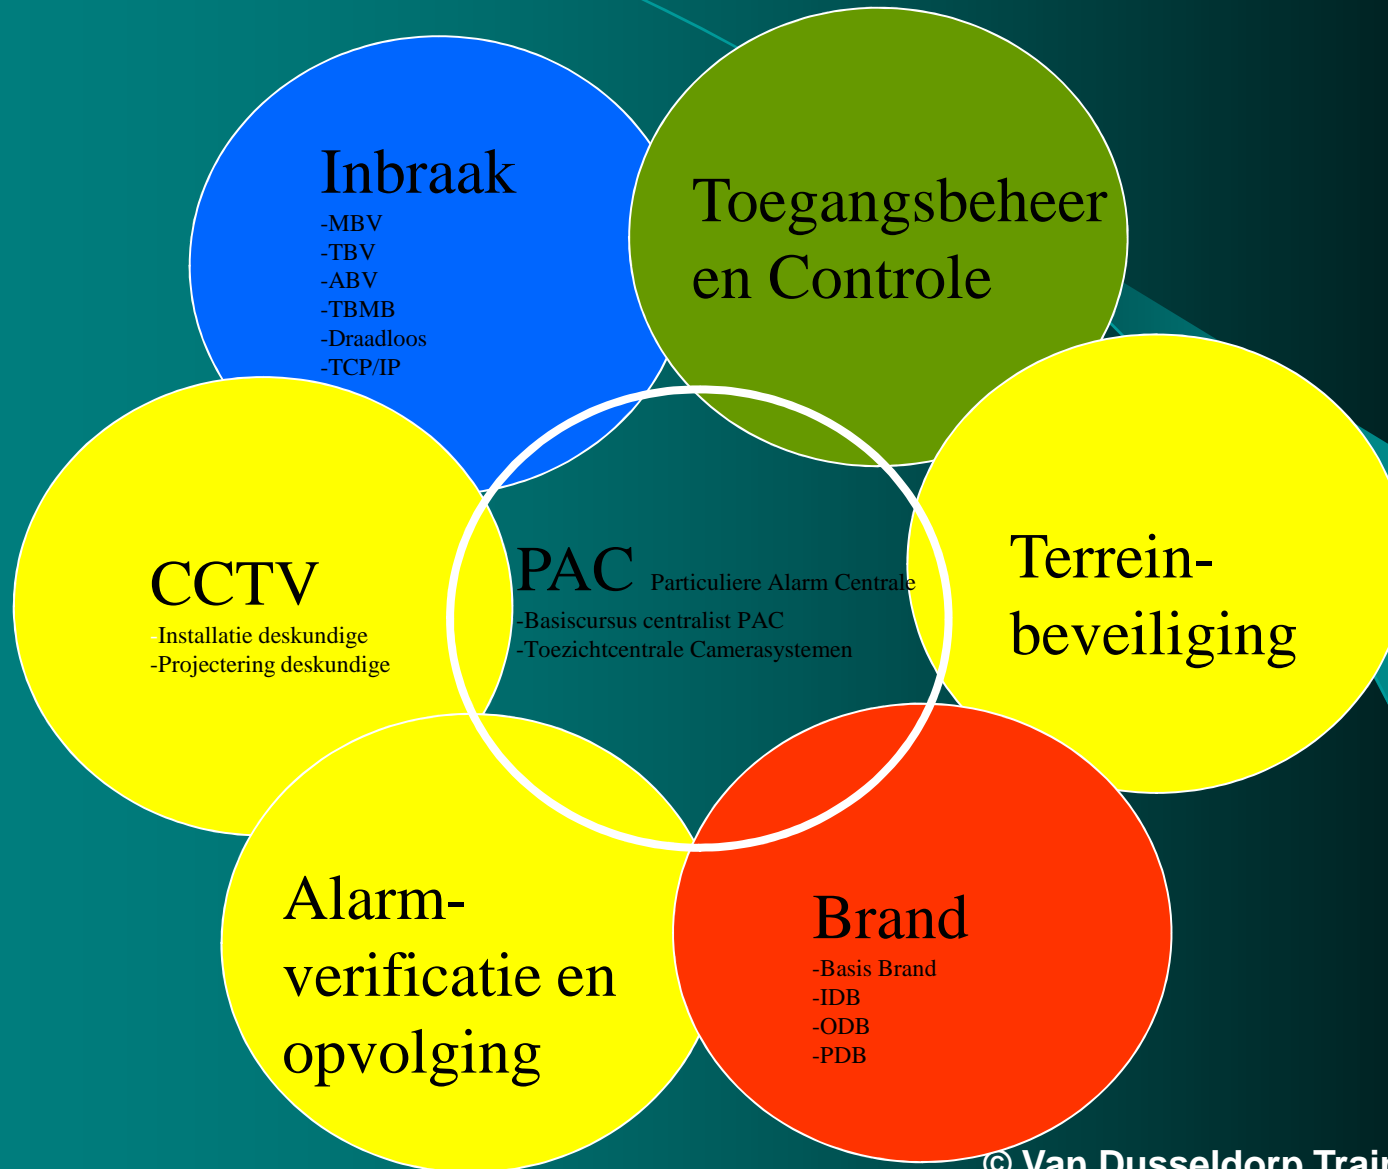 Inbraak
-MBV
-TBV
-ABV
-TBMB
-Draadloos
-TCP/IP
Toegangsbeheer
en Controle
CCTV
-Installatie deskundige
-Projectering deskundige
PAC Particuliere Alarm Centrale
-Basiscursus centralist PAC
-Toezichtcentrale Camerasystemen
Terrein-
beveiliging
Alarm-
verificatie en
opvolging
Brand
-Basis Brand
-IDB
-ODB
-PDB
© Van Dusseldorp